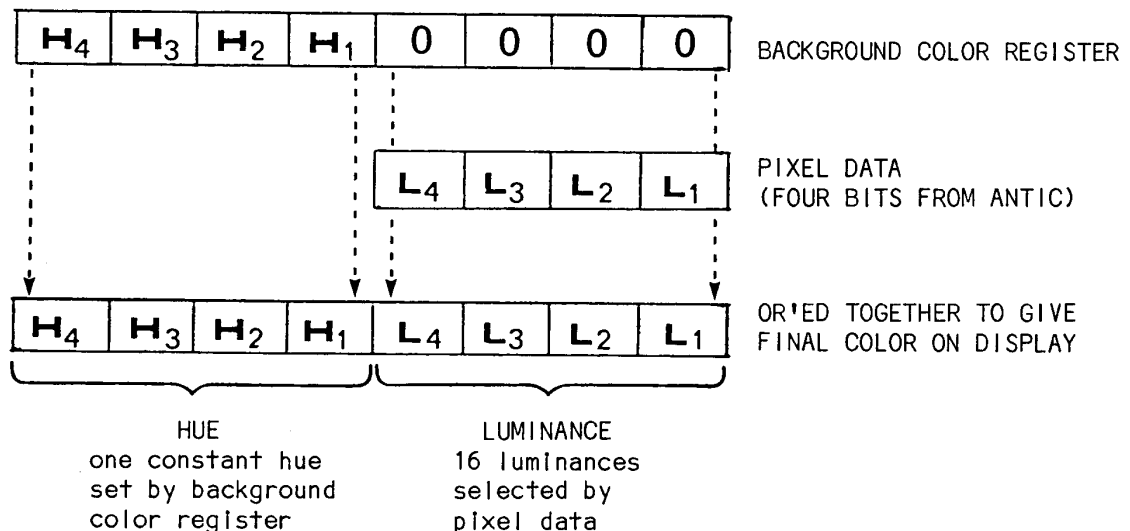 H4 H3 H2 H1 0 0 0 0 BACKGROUND COLOR REGISTER
L4 L3 L2 L1 PIXEL DATA
(FOUR BITS FROM ANTIC)
H4 H3 H2 H1 L4 L3 L2 L1 OR'ED TOGETHER TO GIVE
FINAL COLOR ON DISPLAY
HUE
one constant hue
set by background
color register
LUMINANCE
16 luminances
selected by
pixel data